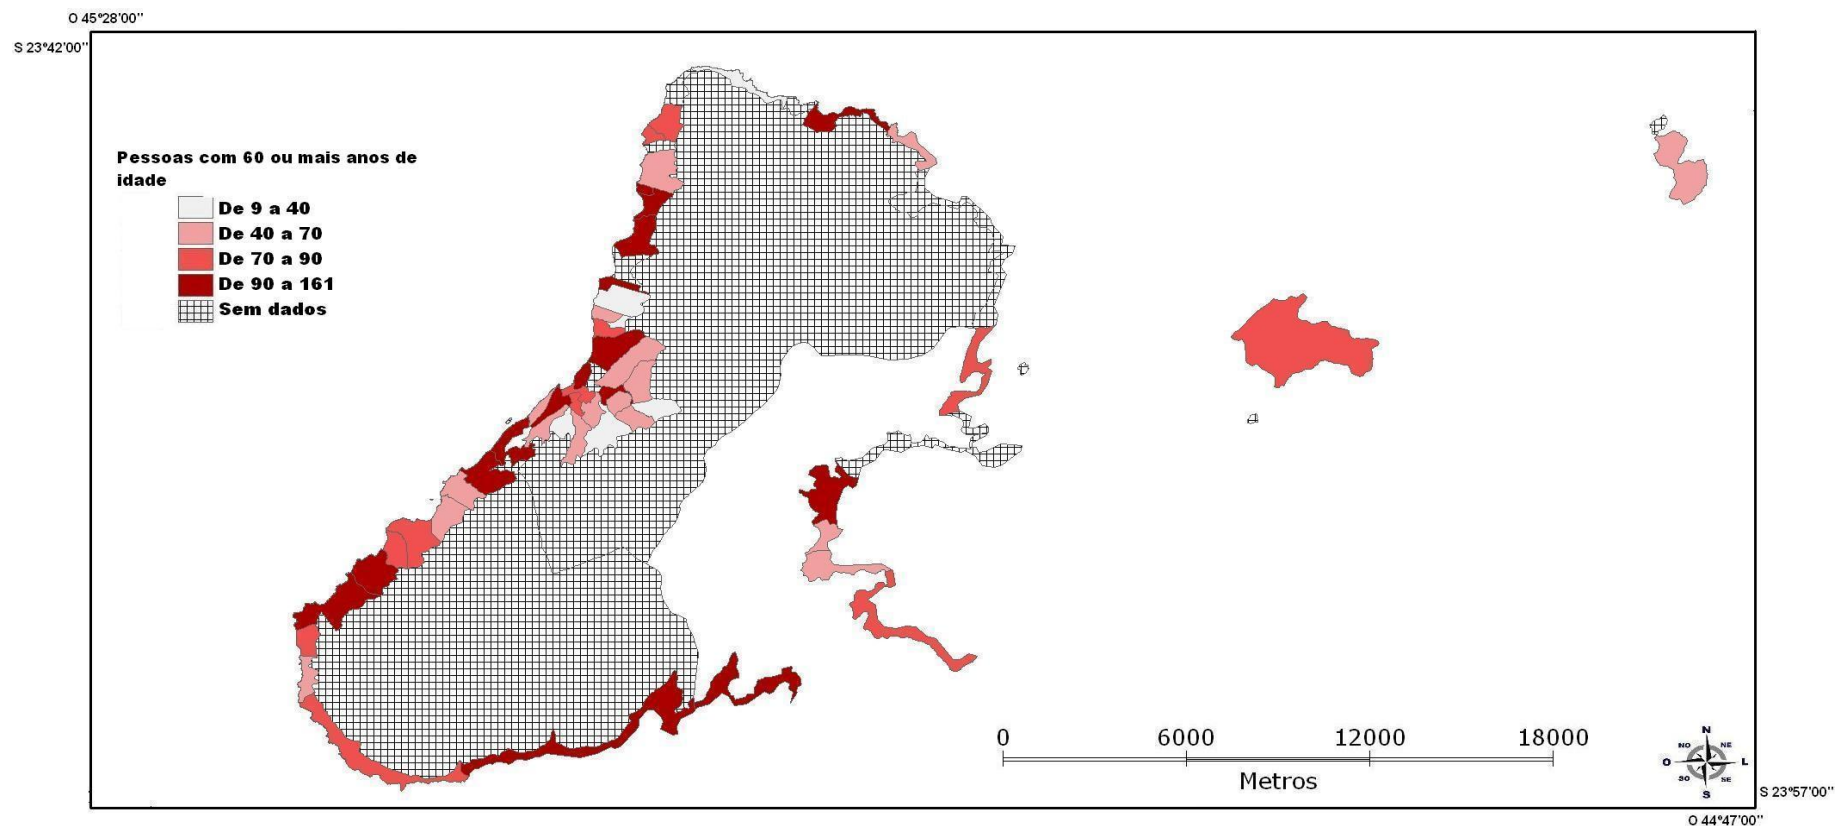 O 45°28'00''
S 23°42'00''
Pessoas com 60 ou mais anos de
idade
De 9 a 40
De 40 a 70
De 70 a 90
De 90 a 161
Sem dados
0 6000 12000 18000
Metros
N
NO NE
O L
SO SE
S
S 23°57'00''
O 44°47'00''